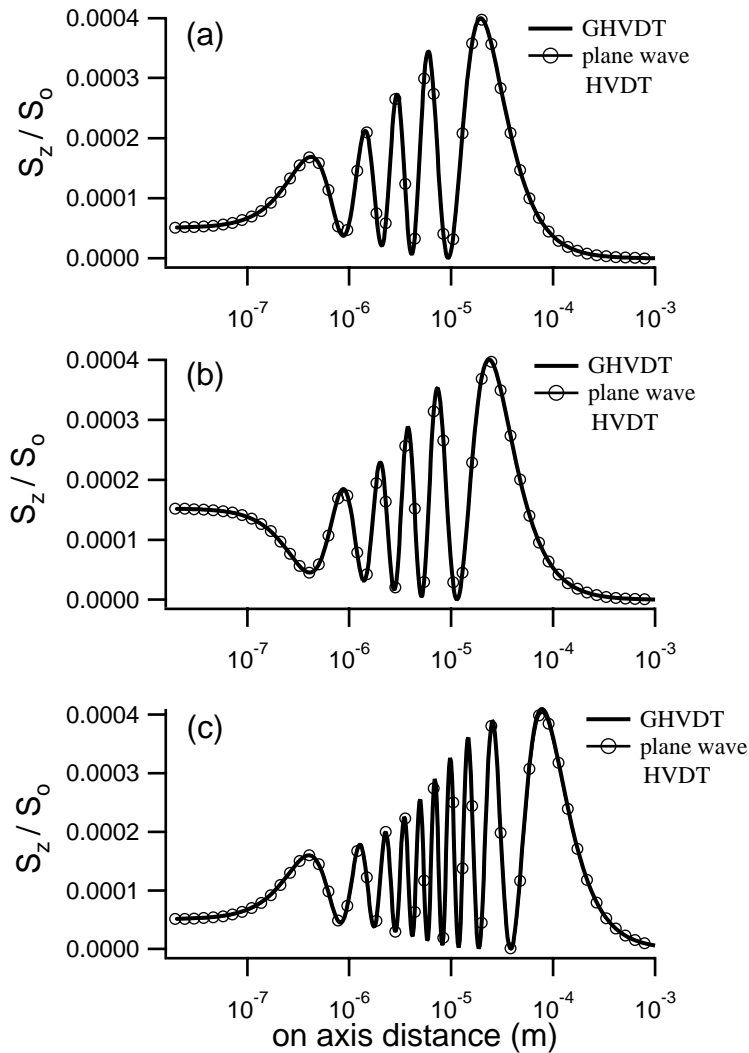 0.0004
0.0003
0.0002
0.0001
0.0000
S_z / S_o
(a)
GHVDT
plane wave
HVDT
10^-7
10^-6
10^-5
10^-4
10^-3
0.0004
0.0003
0.0002
0.0001
0.0000
S_z / S_o
(b)
GHVDT
plane wave
HVDT
10^-7
10^-6
10^-5
10^-4
10^-3
0.0004
0.0003
0.0002
0.0001
0.0000
S_z / S_o
(c)
GHVDT
plane wave
HVDT
10^-7
10^-6
10^-5
10^-4
10^-3
on axis distance (m)